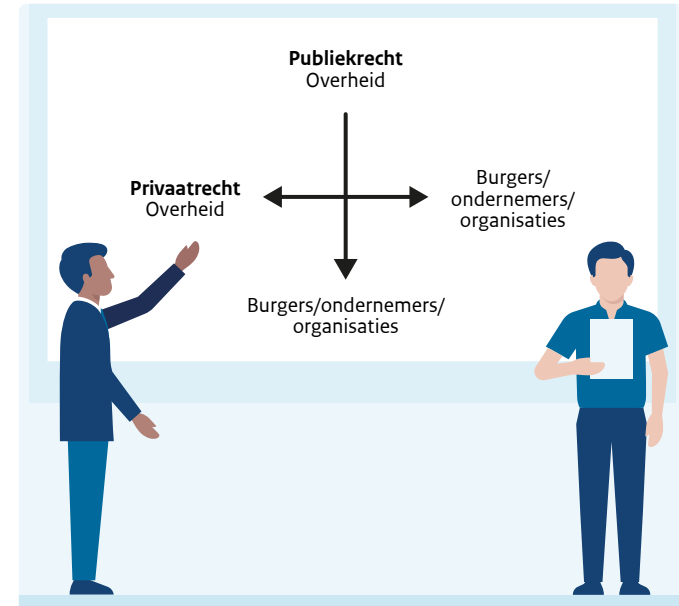 Publiekrecht
Overheid
Privaatrecht
Overheid
Burgers/
ondernemers/
organisaties
Burgers/ondernemers/
organisaties